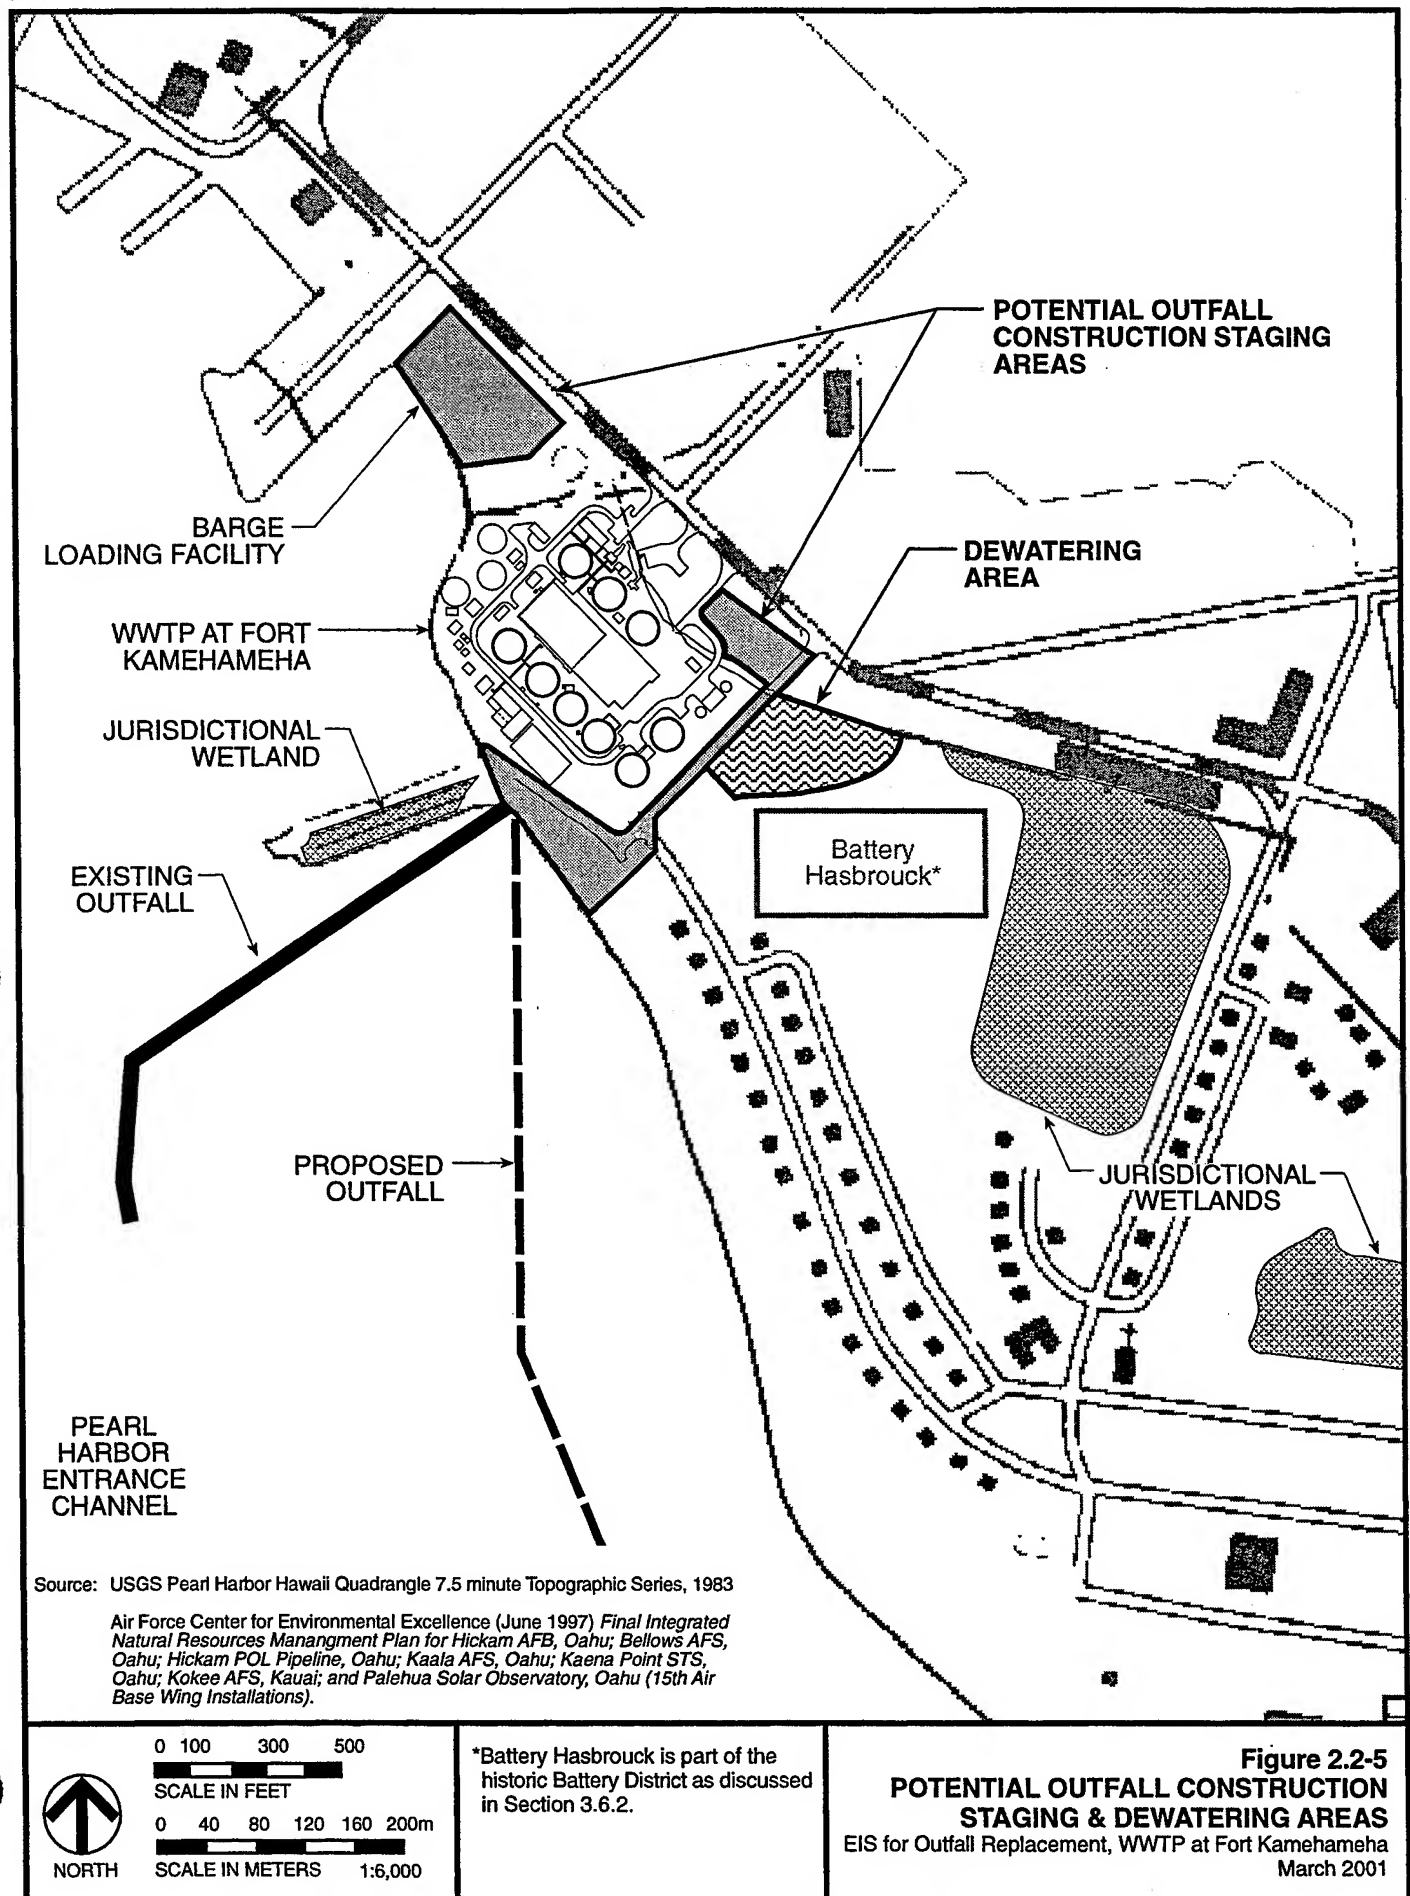 POTENTIAL OUTFALL
CONSTRUCTION STAGING
AREAS
BARGE
LOADING FACILITY
DEWATERING
AREA
WWTP AT FORT
KAMEHAMEHA
JURISDICTIONAL
WETLAND
Battery
Hasbrouck*
EXISTING
OUTFALL
PROPOSED
OUTFALL
JURISDICTIONAL
WETLANDS
PEARL
HARBOR
ENTRANCE
CHANNEL
Source: USGS Pearl Harbor Hawaii Quadrangle 7.5 minute Topographic Series, 1983
Air Force Center for Environmental Excellence (June 1997) Final Integrated
Natural Resources Manangment Plan for Hickam AFB, Oahu; Bellows AFS,
Oahu; Hickam POL Pipeline, Oahu; Kaala AFS, Oahu; Kaena Point STS,
Oahu; Kokee AFS, Kauai; and Palehua Solar Observatory, Oahu (15th Air
Base Wing Installations).
NORTH
0 100 300 500
SCALE IN FEET
0 40 80 120 160 200m
SCALE IN METERS 1:6,000
*Battery Hasbrouck is part of the
historic Battery District as discussed
in Section 3.6.2.
Figure 2.2-5
POTENTIAL OUTFALL CONSTRUCTION
STAGING & DEWATERING AREAS
EIS for Outfall Replacement, WWTP at Fort Kamehameha
March 2001